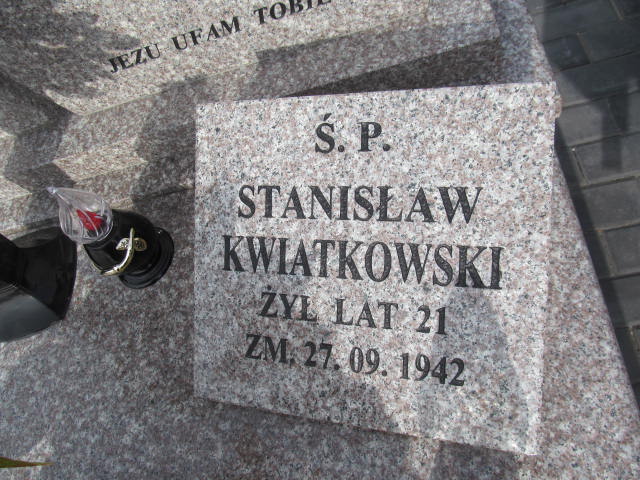 JEZU UFAM TOBIE
Ś. P.
STANISŁAW
KWIATKOWSKI
ŻYŁ LAT 21
ZM. 27. 09. 1942